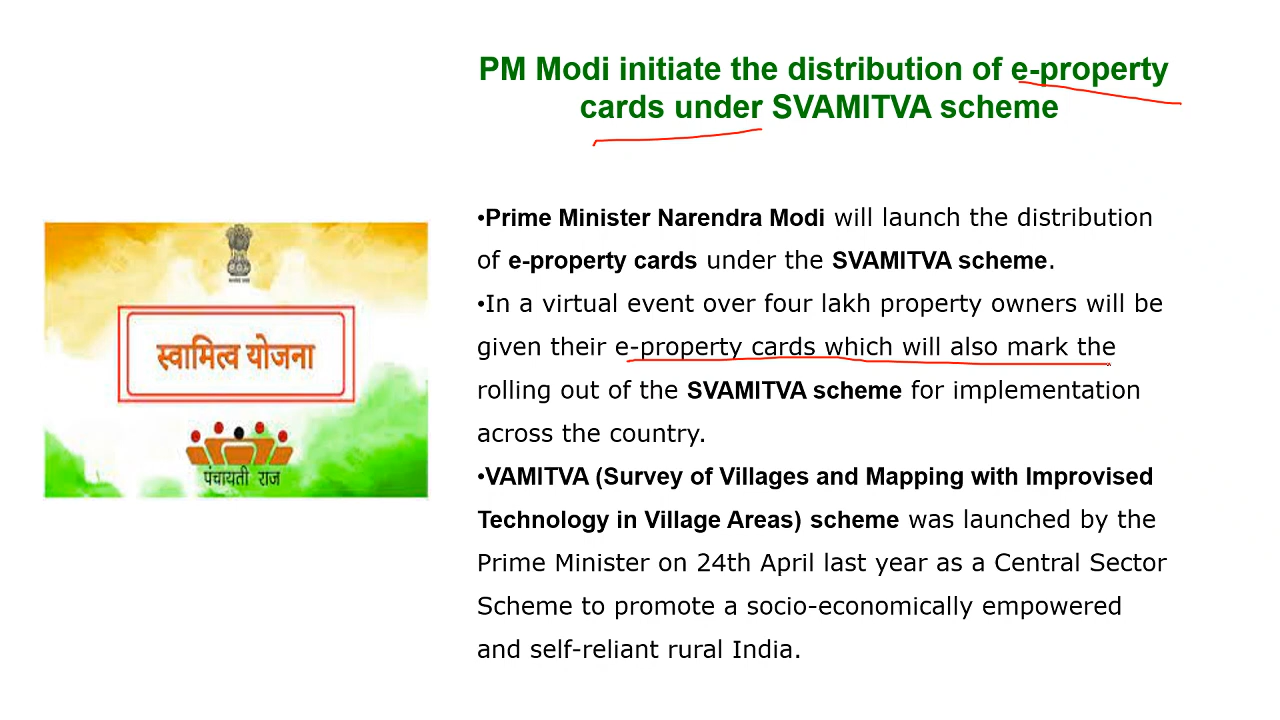 PM Modi initiate the distribution of e-property
cards under SVAMITVA scheme
स्वामित्व योजना
पंचायती राज
•Prime Minister Narendra Modi will launch the distribution
of e-property cards under the SVAMITVA scheme.
•In a virtual event over four lakh property owners will be
given their e-property cards which will also mark the
rolling out of the SVAMITVA scheme for implementation
across the country.
•VAMITVA (Survey of Villages and Mapping with Improvised
Technology in Village Areas) scheme was launched by the
Prime Minister on 24th April last year as a Central Sector
Scheme to promote a socio-economically empowered
and self-reliant rural India.